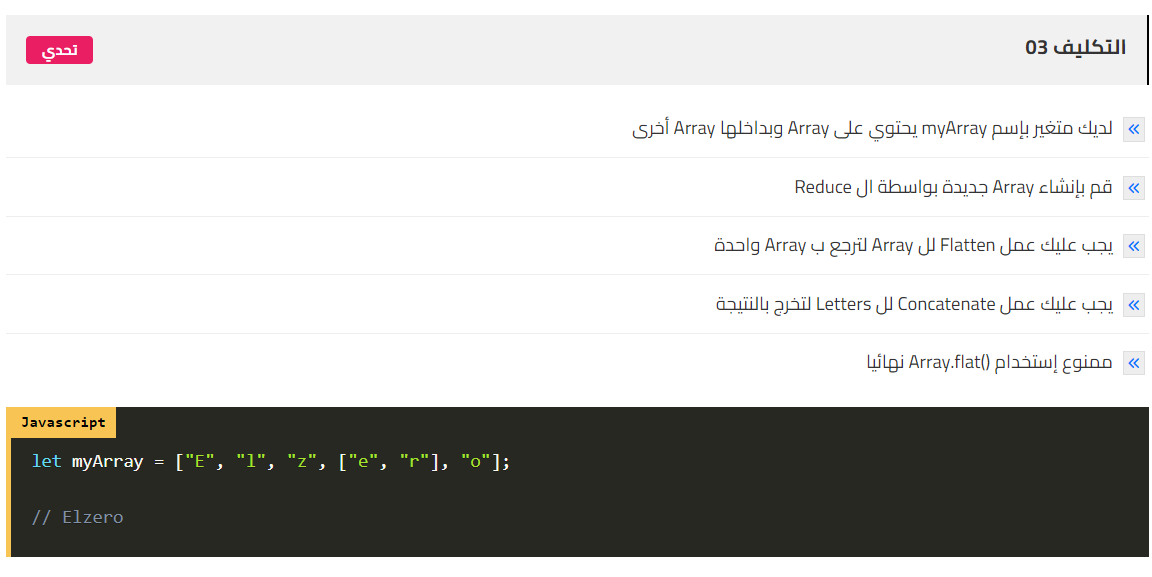 التكليف 03
تحدي
لديك متغير بإسم myArray يحتوي على Array وبداخلها Array أخرى
قم بإنشاء Array جديدة بواسطة ال Reduce
يجب عليك عمل Flatten لل Array لترجع ب Array واحدة
يجب عليك عمل Concatenate لل Letters لتخرج بالنتيجة
ممنوع إستخدام Array.flat() نهائيا
Javascript
let myArray = ["E", "l", "z", ["e", "r"], "o"];
// Elzero